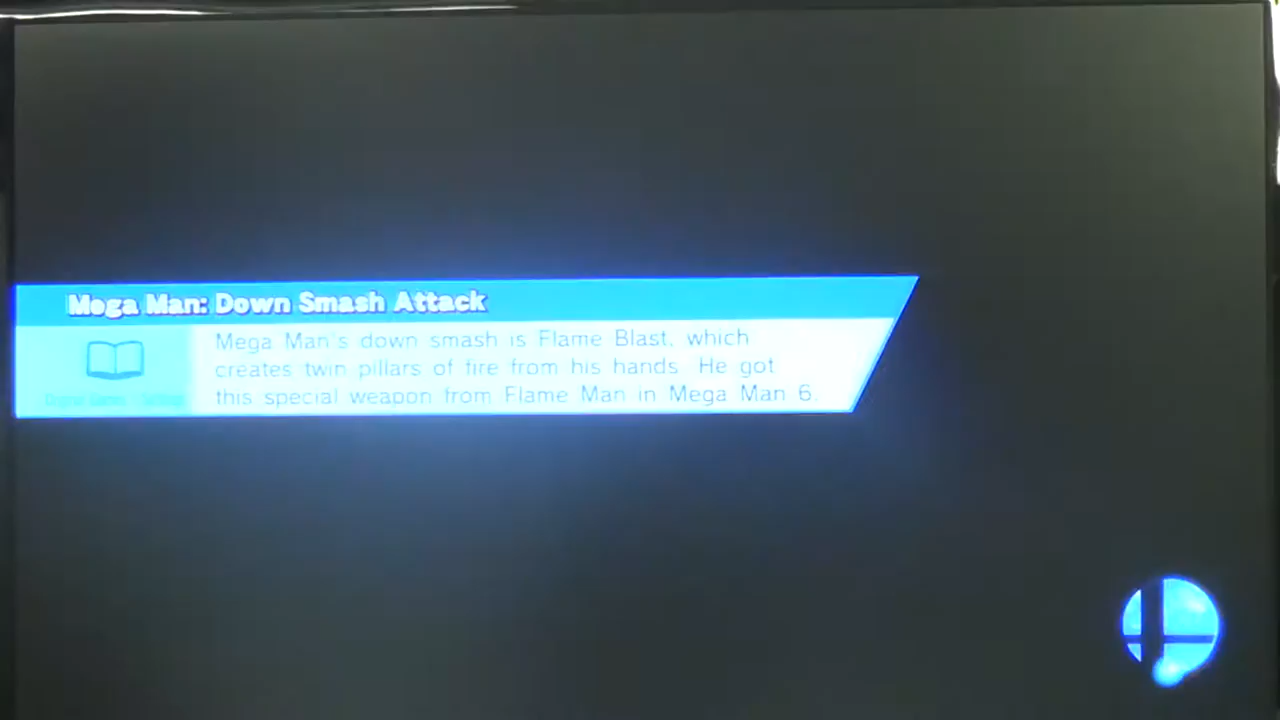 Mega Man: Down Smash Attack
Mega Man's down smash is Flame Blast, which
creates twin pillars of fire from his hands. He got
this special weapon from Flame Man in Mega Man 6.